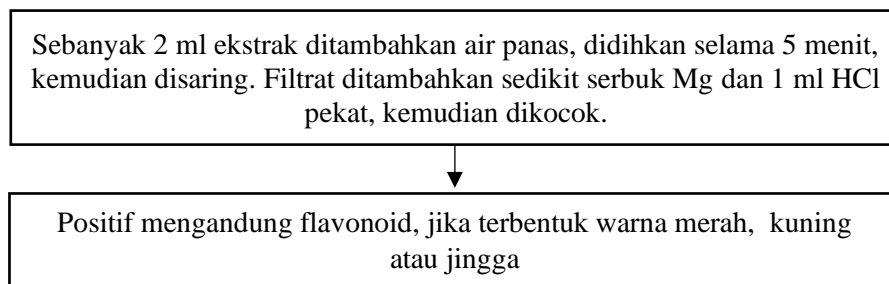 Sebanyak 2 ml ekstrak ditambahkan air panas, didihkan selama 5 menit,
kemudian disaring. Filtrat ditambahkan sedikit serbuk Mg dan 1 ml HCl
pekat, kemudian dikocok.
Positif mengandung flavonoid, jika terbentuk warna merah, kuning
atau jingga